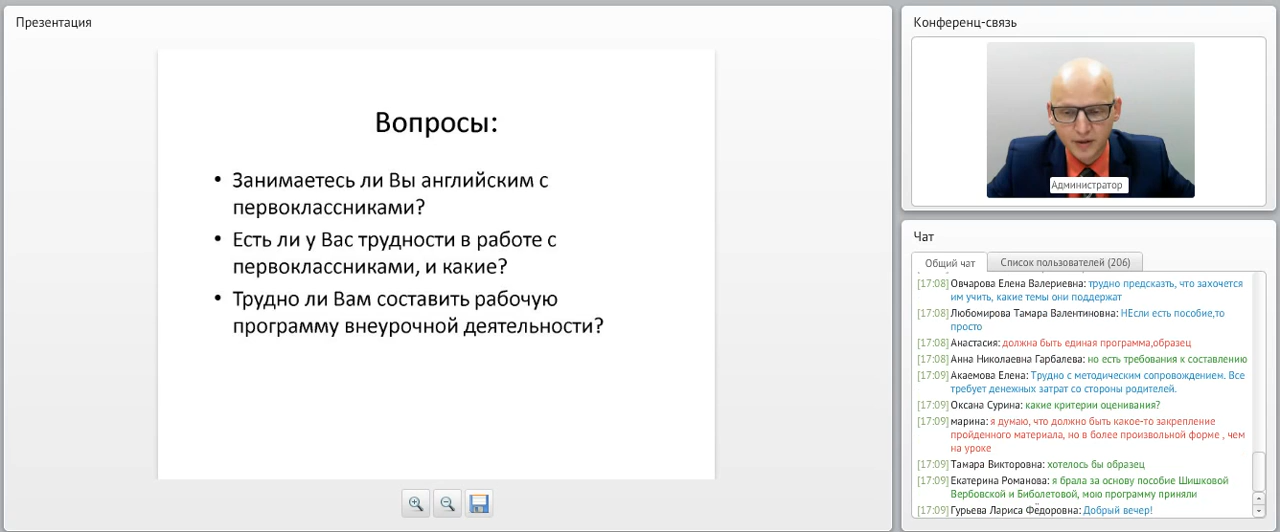 Презентация
Вопросы:
• Занимаетесь ли Вы английским с
первоклассниками?
• Есть ли у Вас трудности в работе с
первоклассниками, и какие?
• Трудно ли Вам составить рабочую
программу внеурочной деятельности?
Конференц-связь
Администратор
Чат
Общий чат
Список пользователей (206)
[17:08] Овчарова Елена Валериевна: трудно предсказть, что захочется
им учить, какие темы они поддержат
[17:08] Любомирова Тамара Валентиновна: НЕсли есть пособие,то
просто
[17:08] Анастасия: должна быть единая программа,образец
[17:08] Анна Николаевна Гарбалева: но есть требования к составлению
[17:09] Акаемова Елена: Трудно с методическим сопровождением. Все
требует денежных затрат со стороны родителей.
[17:09] Оксана Сурина: какие критерии оценивания?
[17:09] марина: я думаю, что должно быть какое-то закрепление
пройденного материала, но в более произвольной форме , чем
на уроке
[17:09] Тамара Викторовна: хотелось бы образец
[17:09] Екатерина Романова: я брала за основу пособие Шишковой
Вербовской и Биболетовой, мою программу приняли
[17:09] Гурьева Лариса Фёдоровна: Добрый вечер!